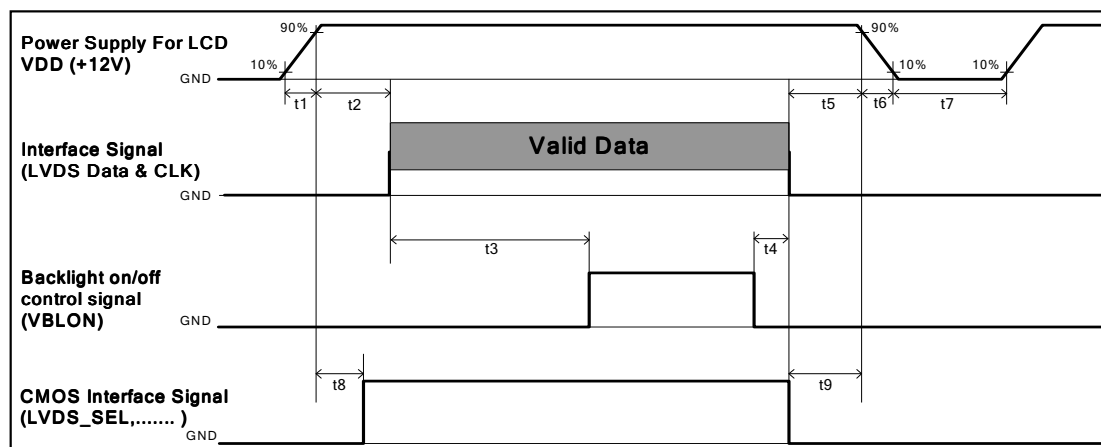 Power Supply For LCD
VDD (+12V)
90%
10%
GND
90%
10%
10%
t1
t2
t5
t6
t7
Interface Signal
(LVDS Data & CLK)
Valid Data
GND
t3
t4
Backlight on/off
control signal
(VBLON)
GND
t8
t9
CMOS Interface Signal
(LVDS_SEL,....... )
GND